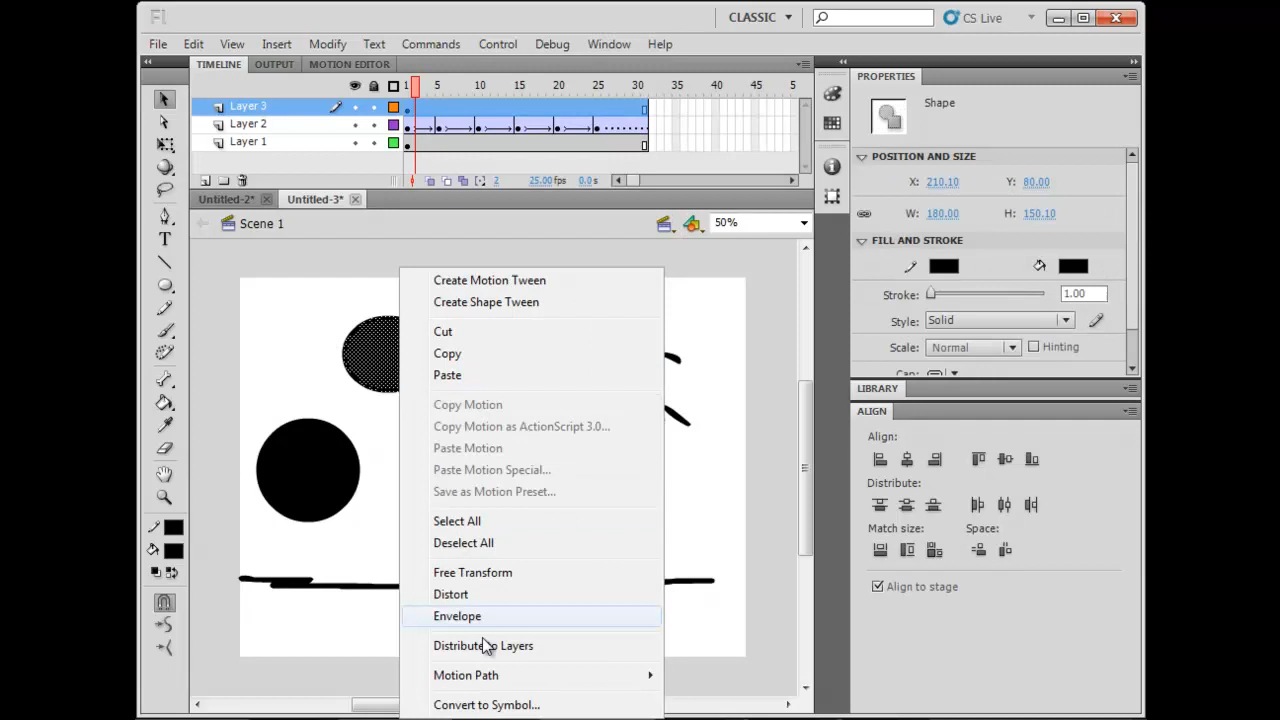 Fl CLASSIC CS Live
File Edit View Insert Modify Text Commands Control Debug Window Help
TIMELINE OUTPUT MOTION EDITOR
1 5 10 15 20 25 30 35 40 45 5
Layer 3
Layer 2
Layer 1
2 25.00 fps 0.0 s
Untitled-2* Untitled-3*
Scene 1 50%
Create Motion Tween
Create Shape Tween
Cut
Copy
Paste
Copy Motion
Copy Motion as ActionScript 3.0...
Paste Motion
Paste Motion Special...
Save as Motion Preset...
Select All
Deselect All
Free Transform
Distort
Envelope
Distribute to Layers
Motion Path
Convert to Symbol...
PROPERTIES
Shape
POSITION AND SIZE
X: 210.10 Y: 80.00
W: 180.00 H: 150.10
FILL AND STROKE
Stroke: 1.00
Style: Solid
Scale: Normal Hinting
Cap:
LIBRARY
ALIGN
Align:
Distribute:
Match size: Space:
Align to stage